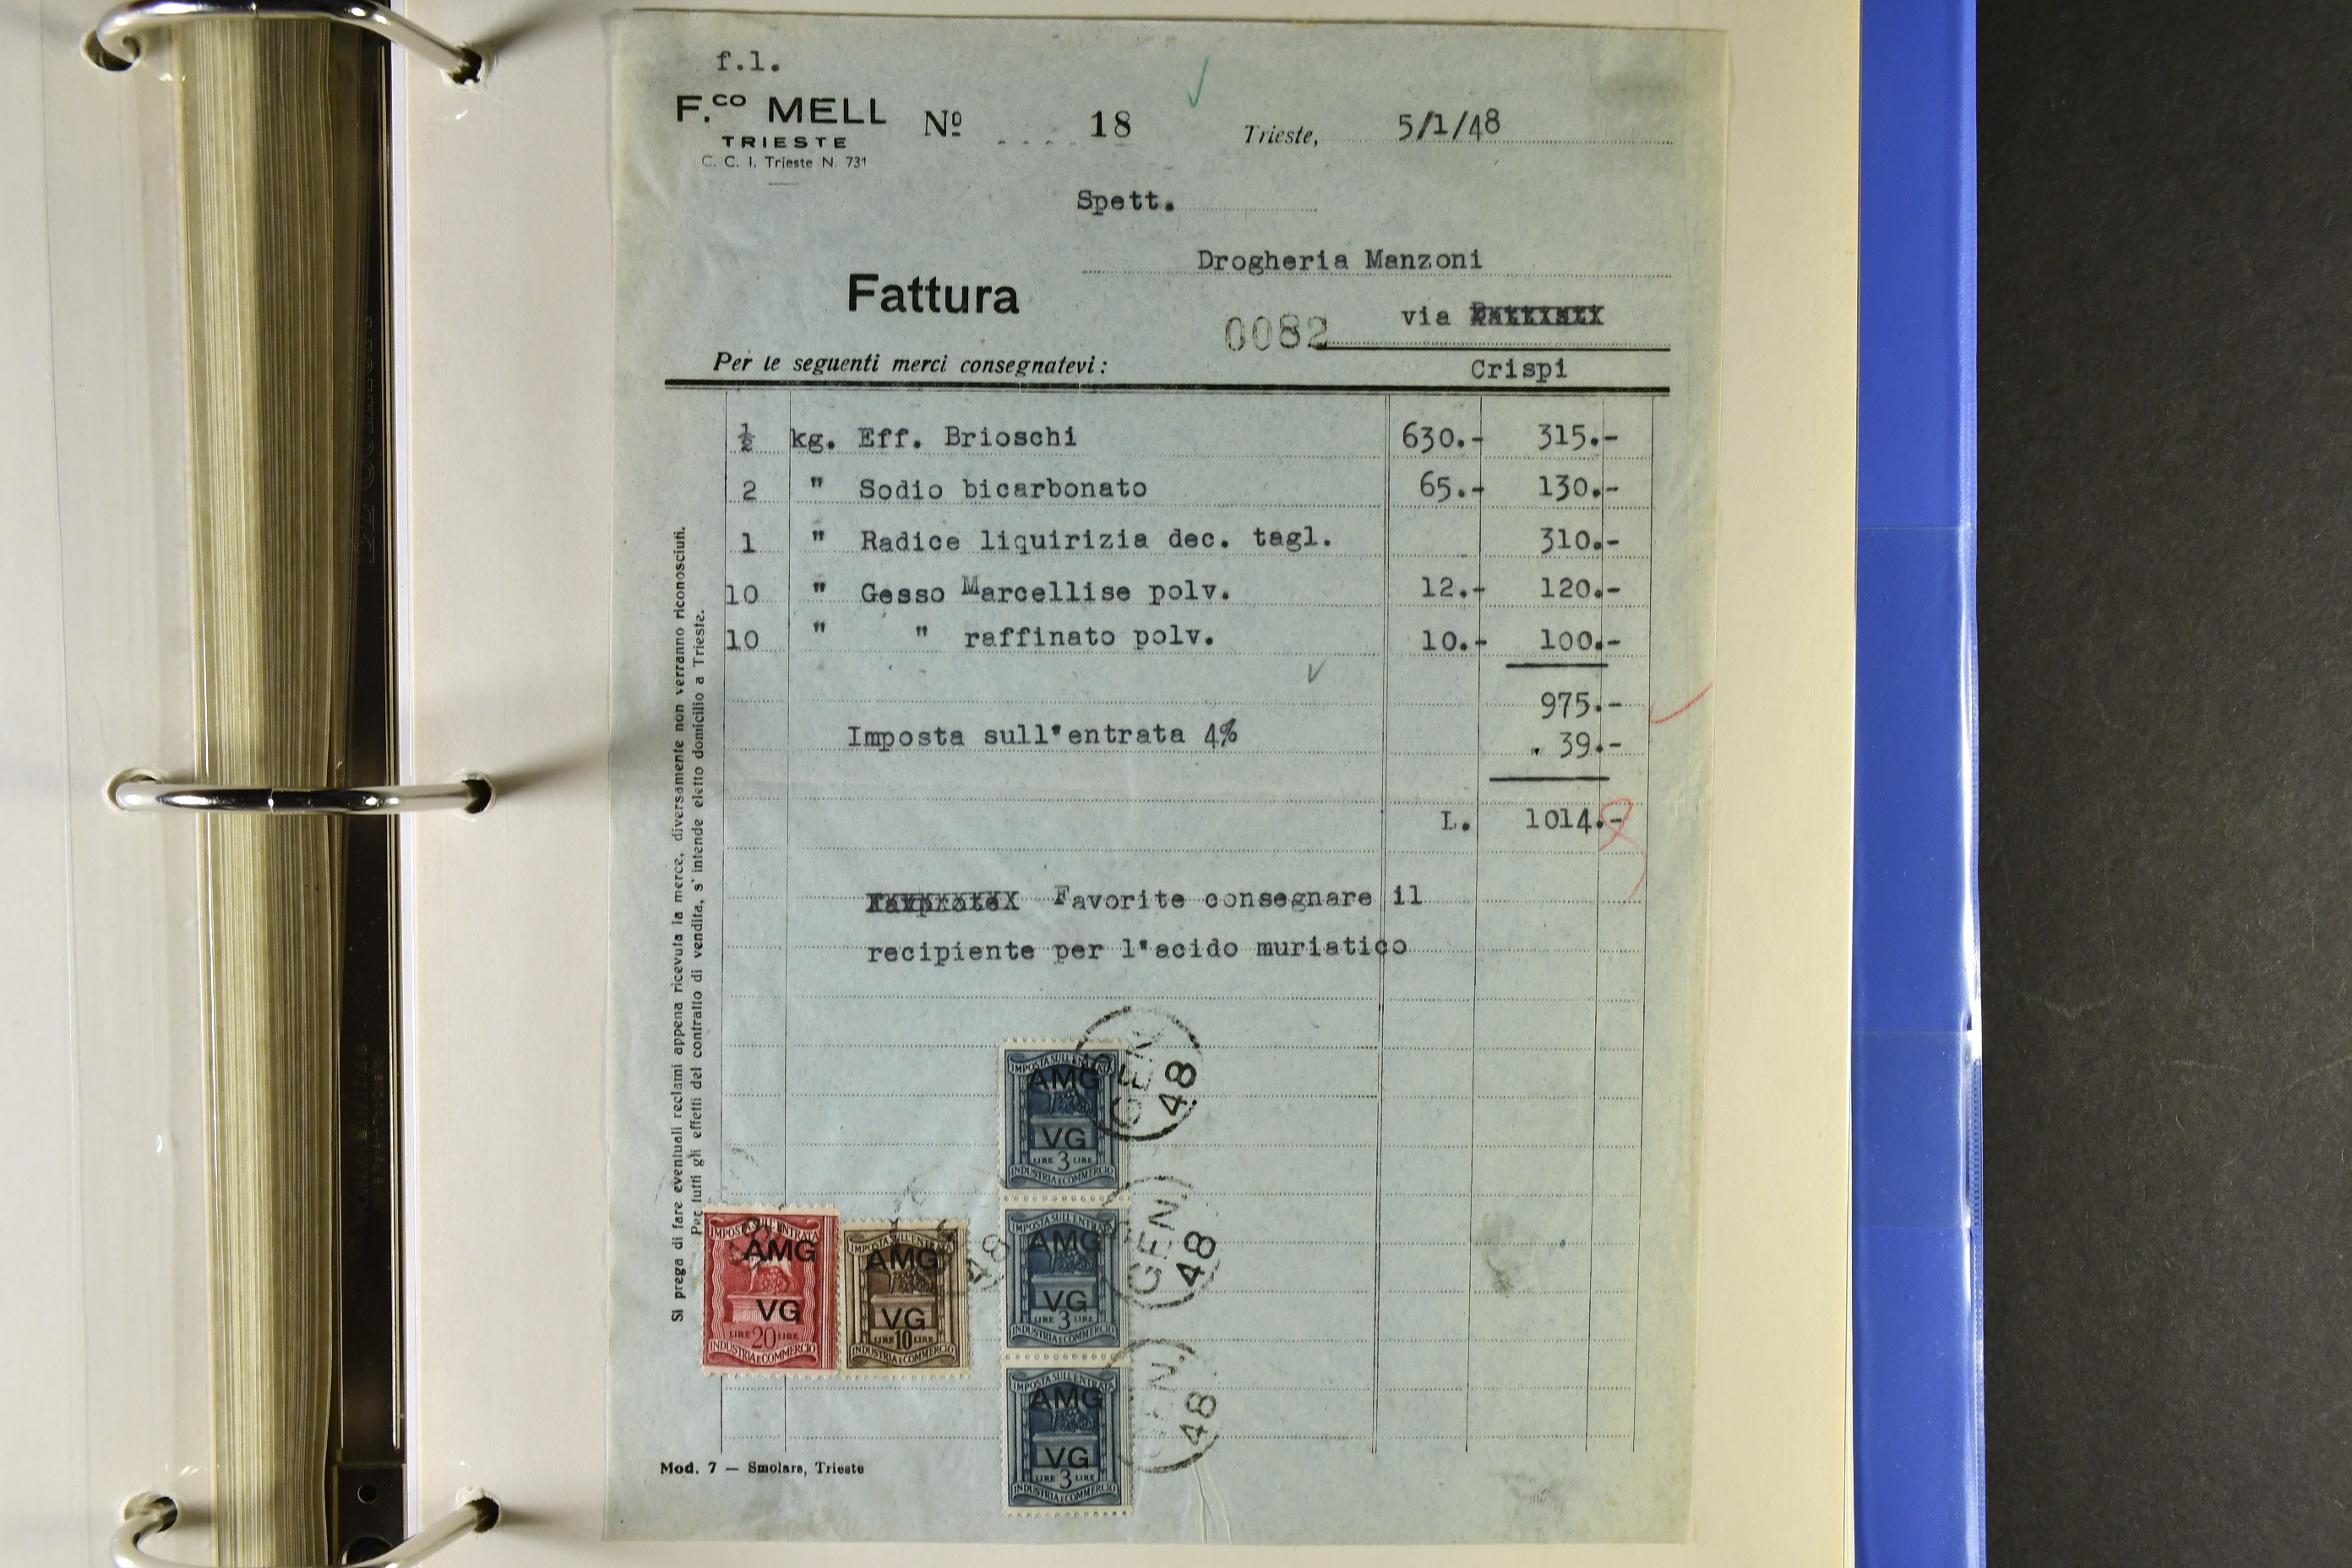 f.l.
F.CO MELL
TRIESTE
C. C. I. Trieste N. 731
Nº 18
Trieste, 5/1/48
Spett.
Drogheria Manzoni
Fattura
via
0082
Crispi
Per le seguenti merci consegnatevi:
½ kg. Eff. Brioschi 630.- 315.-
2 " Sodio bicarbonato 65.- 130.-
1 " Radice liquirizia dec. tagl. 310.-
10 " Gesso Marcellise polv. 12.- 120.-
10 " " raffinato polv. 10.- 100.-
975.-
Imposta sull'entrata 4% 39.-
L. 1014.-
Favorite consegnare il
recipiente per l'acido muriatico
Si prega di fare eventuali reclami appena ricevuta la merce, diversamente non verranno riconosciuti.
Per tutti gli effetti del contratto di vendita, s' intende eletto domicilio a Trieste.
IMPOSTA SULL'ENTRATA
AMG
VG
LIRE 3 LIRE
INDUSTRIA E COMMERCIO
GEN
48
IMPOSTA SULL'ENTRATA
AMG
VG
LIRE 3 LIRE
INDUSTRIA E COMMERCIO
GEN.
48
IMPOSTA SULL'ENTRATA
AMG
VG
LIRE 3 LIRE
INDUSTRIA E COMMERCIO
48
IMPOSTA SULL'ENTRATA
AMG
VG
LIRE 20 LIRE
INDUSTRIA E COMMERCIO
IMPOSTA SULL'ENTRATA
AMG
VG
LIRE 10 LIRE
INDUSTRIA E COMMERCIO
48
Mod. 7 — Smolars, Trieste